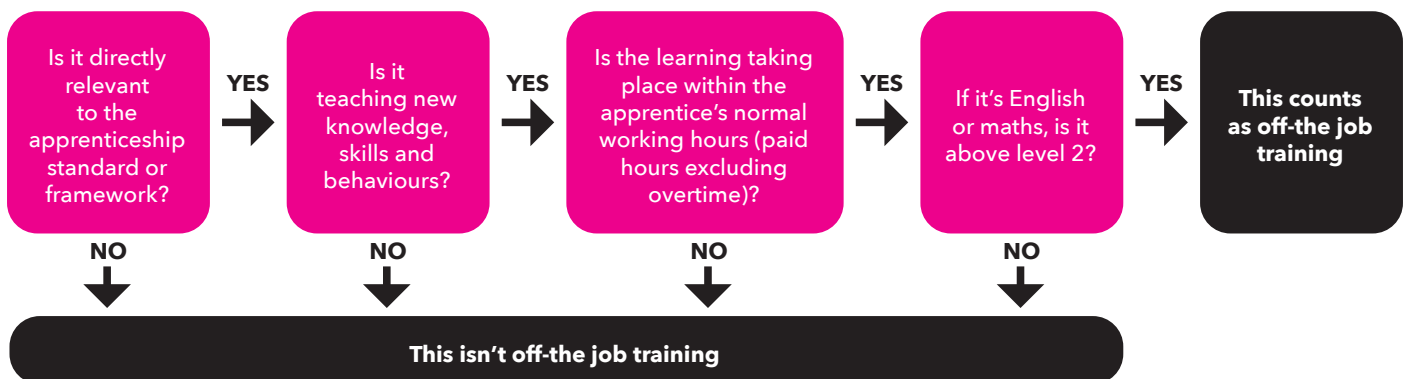 Is it directly
relevant
to the
apprenticeship
standard or
framework?
YES
Is it
teaching new
knowledge,
skills and
behaviours?
YES
Is the learning taking
place within the
apprentice's normal
working hours (paid
hours excluding
overtime)?
YES
If it's English
or maths, is it
above level 2?
YES
This counts
as off-the job
training
NO
NO
NO
NO
This isn't off-the job training